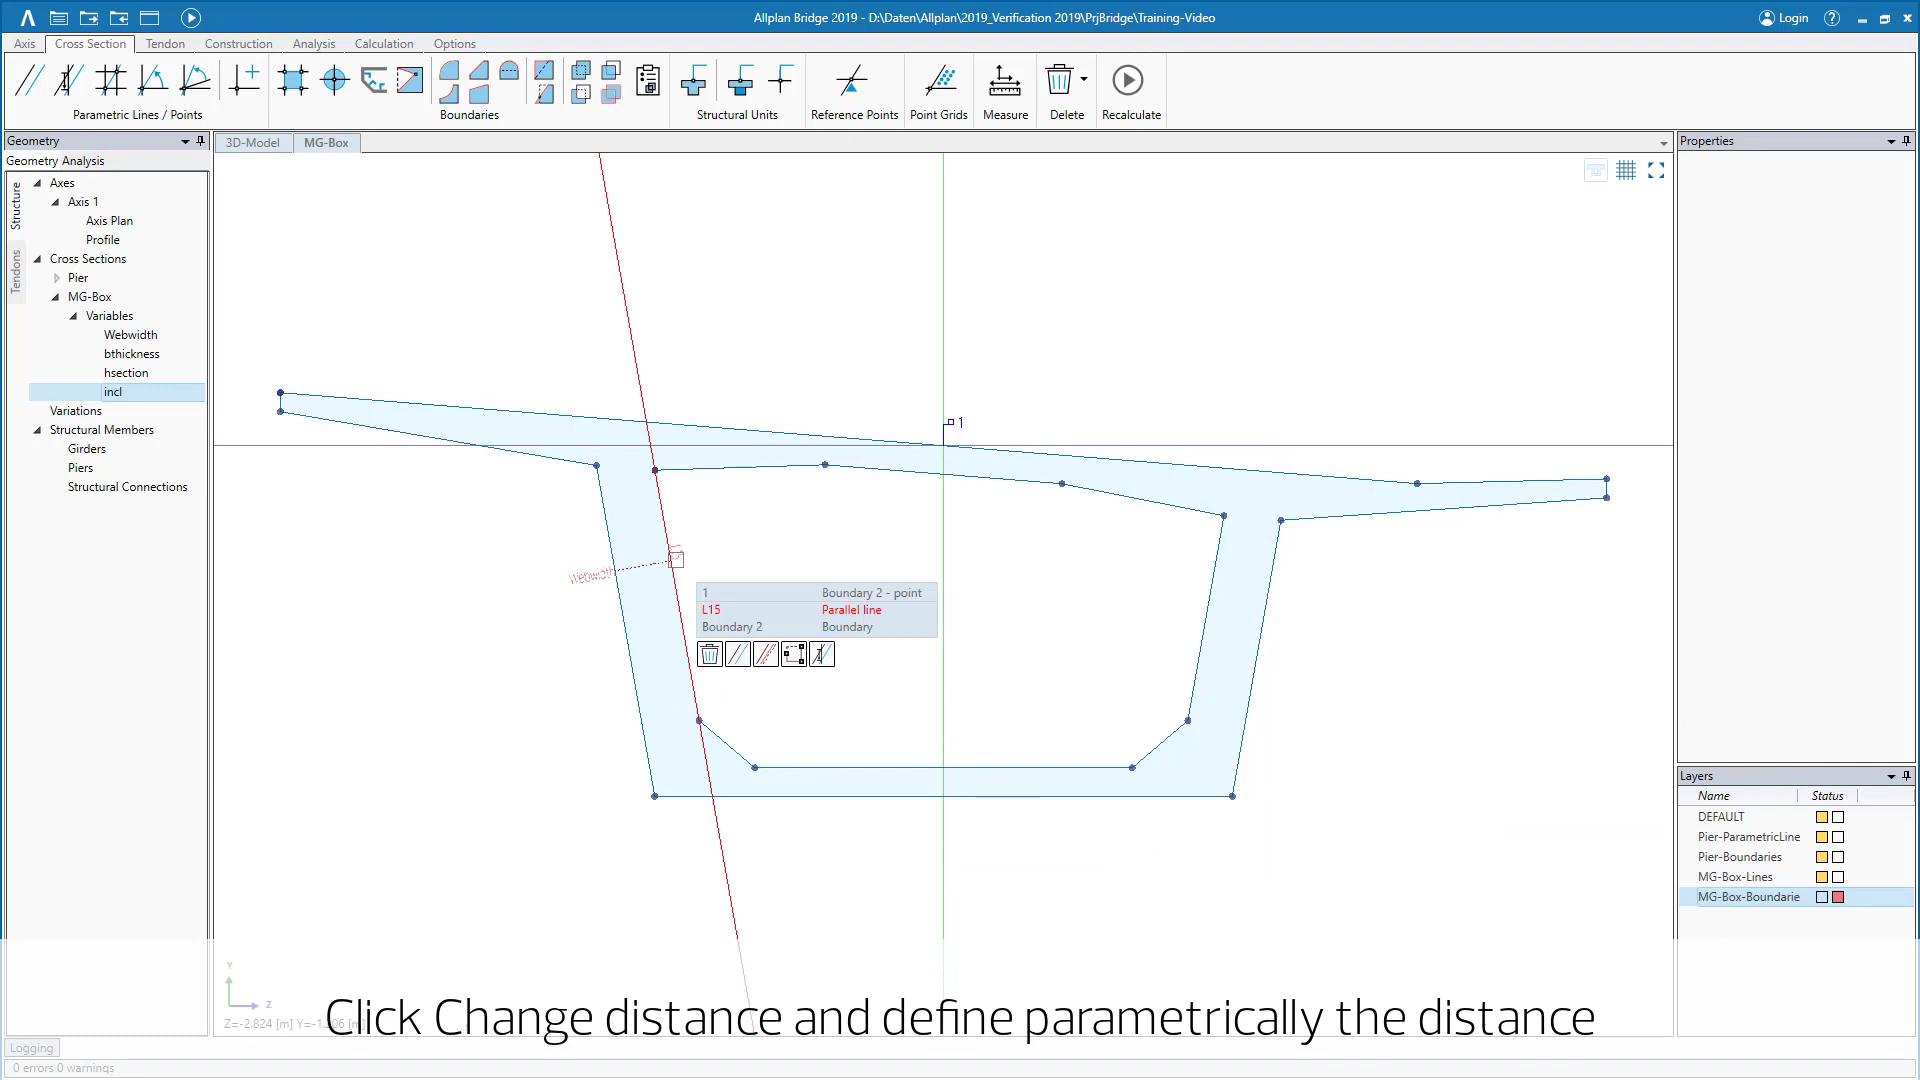 Allplan Bridge 2019 - D:\Daten\Allplan\2019_Verification 2019\PrjBridge\Training-Video
Login
Axis
Cross Section
Tendon
Construction
Analysis
Calculation
Options
Parametric Lines / Points
Boundaries
Structural Units
Reference Points
Point Grids
Measure
Delete
Recalculate
Geometry
Geometry Analysis
Structure
Tendons
Axes
Axis 1
Axis Plan
Profile
Cross Sections
Pier
MG-Box
Variables
Webwidth
bthickness
hsection
incl
Variations
Structural Members
Girders
Piers
Structural Connections
3D-Model
MG-Box
1
Webwidth
1 Boundary 2 - point
L15 Parallel line
Boundary 2 Boundary
Y
Z
Z=-2.824 [m] Y=-1.
Click Change distance and define parametrically the distance
Properties
Layers
Name Status
DEFAULT
Pier-ParametricLine
Pier-Boundaries
MG-Box-Lines
MG-Box-Boundarie
Logging
0 errors 0 warnings